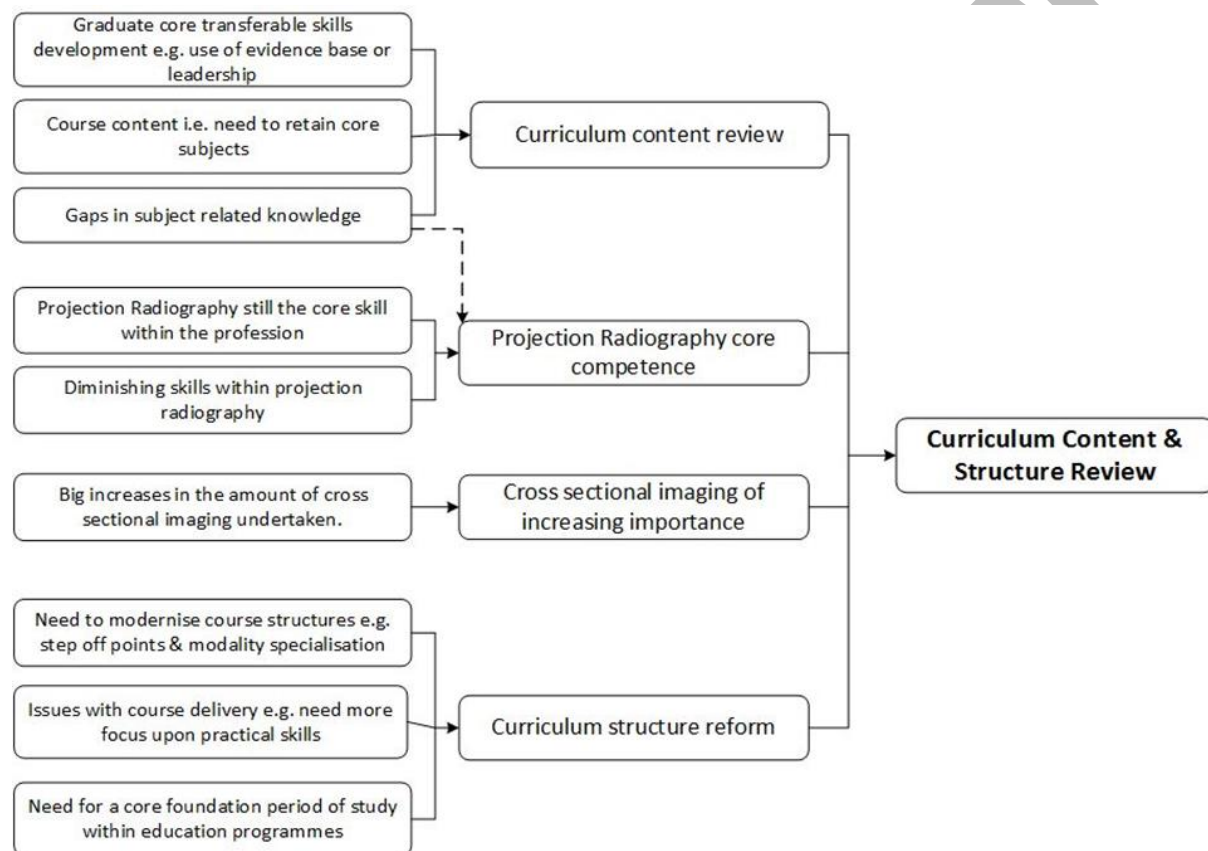 Graduate core transferable skills
development e.g. use of evidence base or
leadership
Course content i.e. need to retain core
subjects
Gaps in subject related knowledge
Curriculum content review
Projection Radiography still the core skill
within the profession
Diminishing skills within projection
radiography
Projection Radiography core
competence
Big increases in the amount of cross
sectional imaging undertaken.
Cross sectional imaging of
increasing importance
Need to modernise course structures e.g.
step off points & modality specialisation
Issues with course delivery e.g. need more
focus upon practical skills
Need for a core foundation period of study
within education programmes
Curriculum structure reform
Curriculum Content &
Structure Review